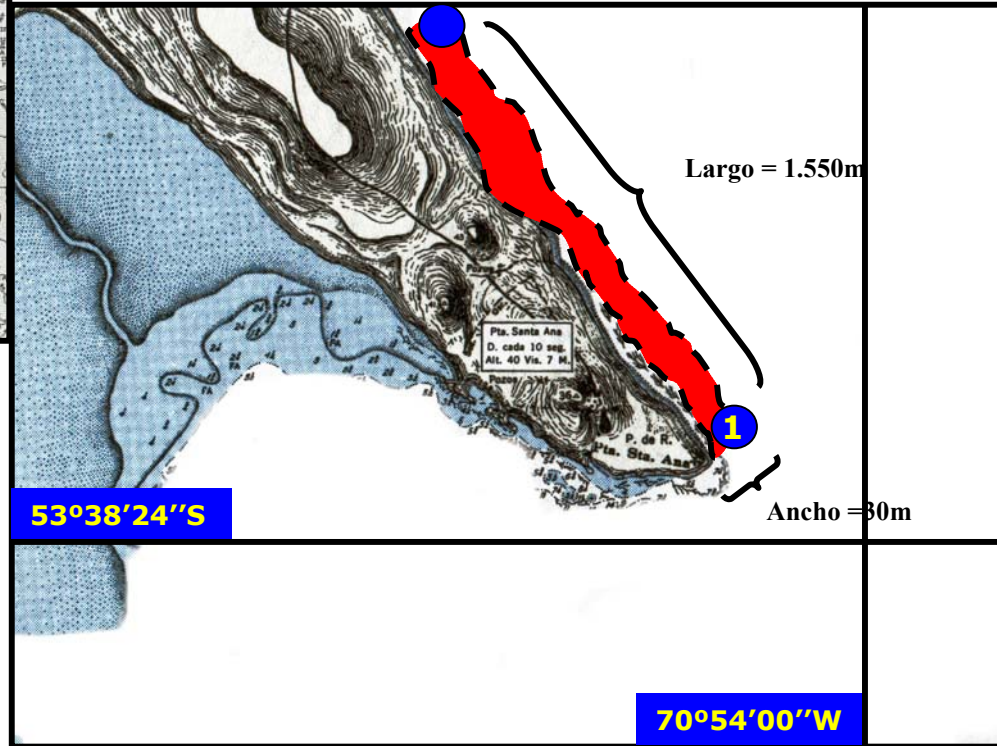 Largo = 1.550m
Pta. Santa Ana
D. cada 10 seg.
Alt. 40 Vis. 7 M.
1
P. de R.
Pta. Sta. Ana
53º38’24’’S
Ancho =30m
70º54’00’’W